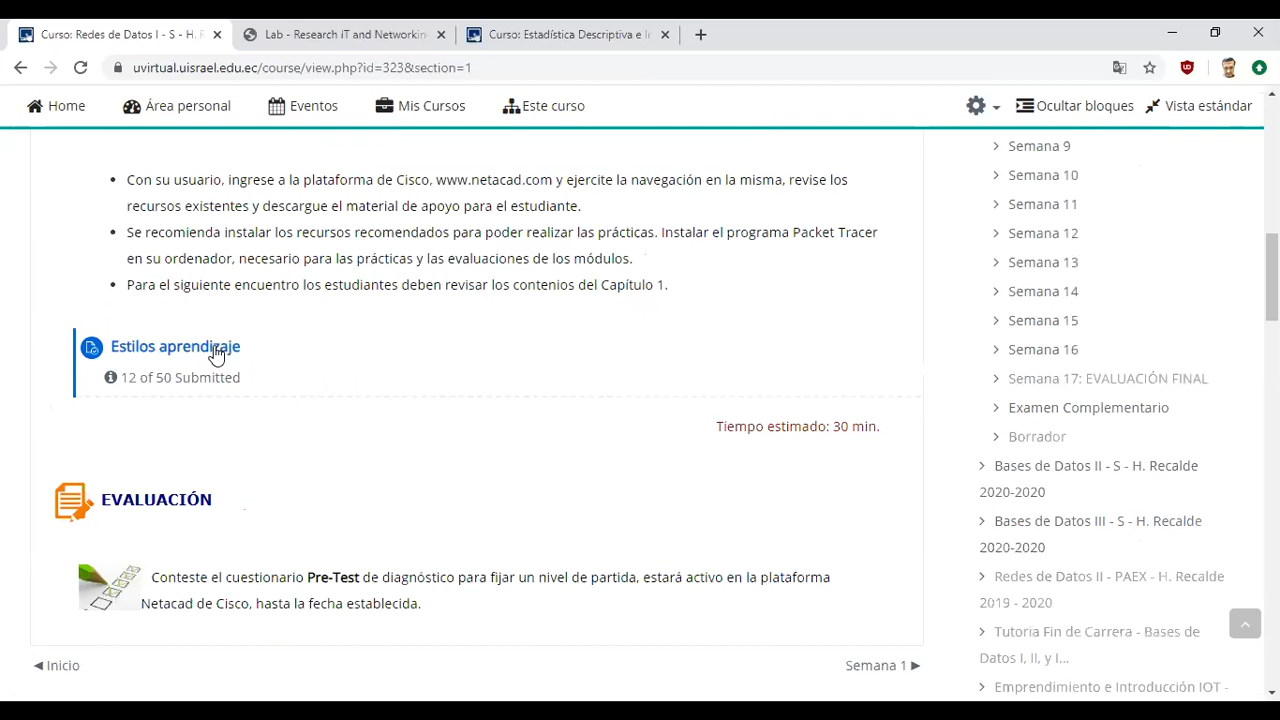 Curso: Redes de Datos I - S - H. R
Lab - Research IT and Networkin
Curso: Estadística Descriptiva e I
uvirtual.uisrael.edu.ec/course/view.php?id=323&section=1
Home
Área personal
Eventos
Mis Cursos
Este curso
Ocultar bloques
Vista estándar
• Con su usuario, ingrese a la plataforma de Cisco, www.netacad.com y ejercite la navegación en la misma, revise los
recursos existentes y descargue el material de apoyo para el estudiante.
• Se recomienda instalar los recursos recomendados para poder realizar las prácticas. Instalar el programa Packet Tracer
en su ordenador, necesario para las prácticas y las evaluaciones de los módulos.
• Para el siguiente encuentro los estudiantes deben revisar los contenios del Capítulo 1.
Estilos aprendizaje
12 of 50 Submitted
Tiempo estimado: 30 min.
EVALUACIÓN
Conteste el cuestionario Pre-Test de diagnóstico para fijar un nivel de partida, estará activo en la plataforma
Netacad de Cisco, hasta la fecha establecida.
◀ Inicio
Semana 1 ▶
Semana 9
Semana 10
Semana 11
Semana 12
Semana 13
Semana 14
Semana 15
Semana 16
Semana 17: EVALUACIÓN FINAL
Examen Complementario
Borrador
Bases de Datos II - S - H. Recalde
2020-2020
Bases de Datos III - S - H. Recalde
2020-2020
Redes de Datos II - PAEX - H. Recalde
2019 - 2020
Tutoria Fin de Carrera - Bases de
Datos I, II, y I...
Emprendimiento e Introducción IOT -